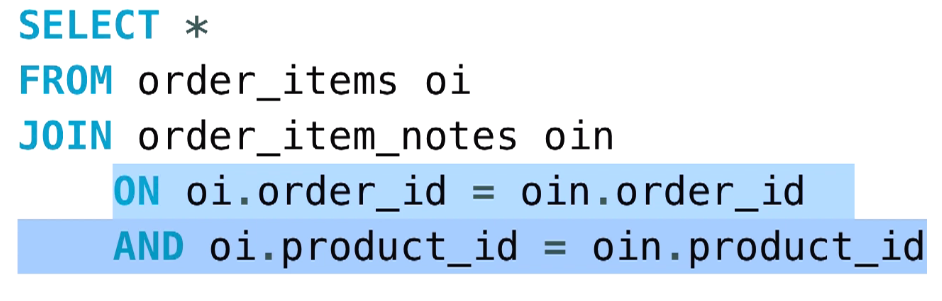 SELECT *
FROM order_items oi
JOIN order_item_notes oin
    ON oi.order_id = oin.order_id
    AND oi.product_id = oin.product_id